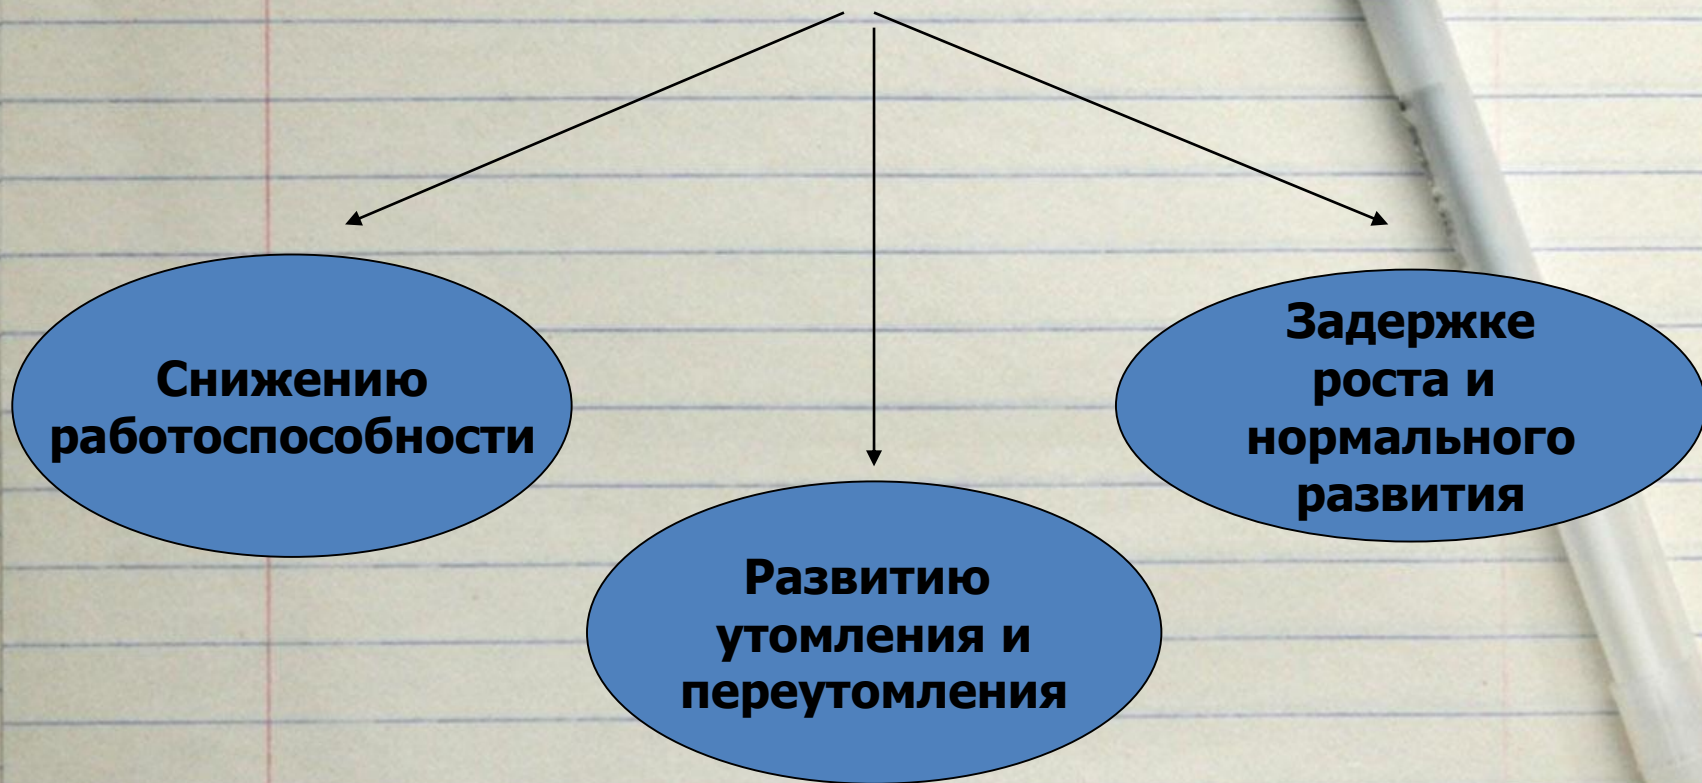 Снижению
работоспособности
Развитию
утомления и
переутомления
Задержке
роста и
нормального
развития